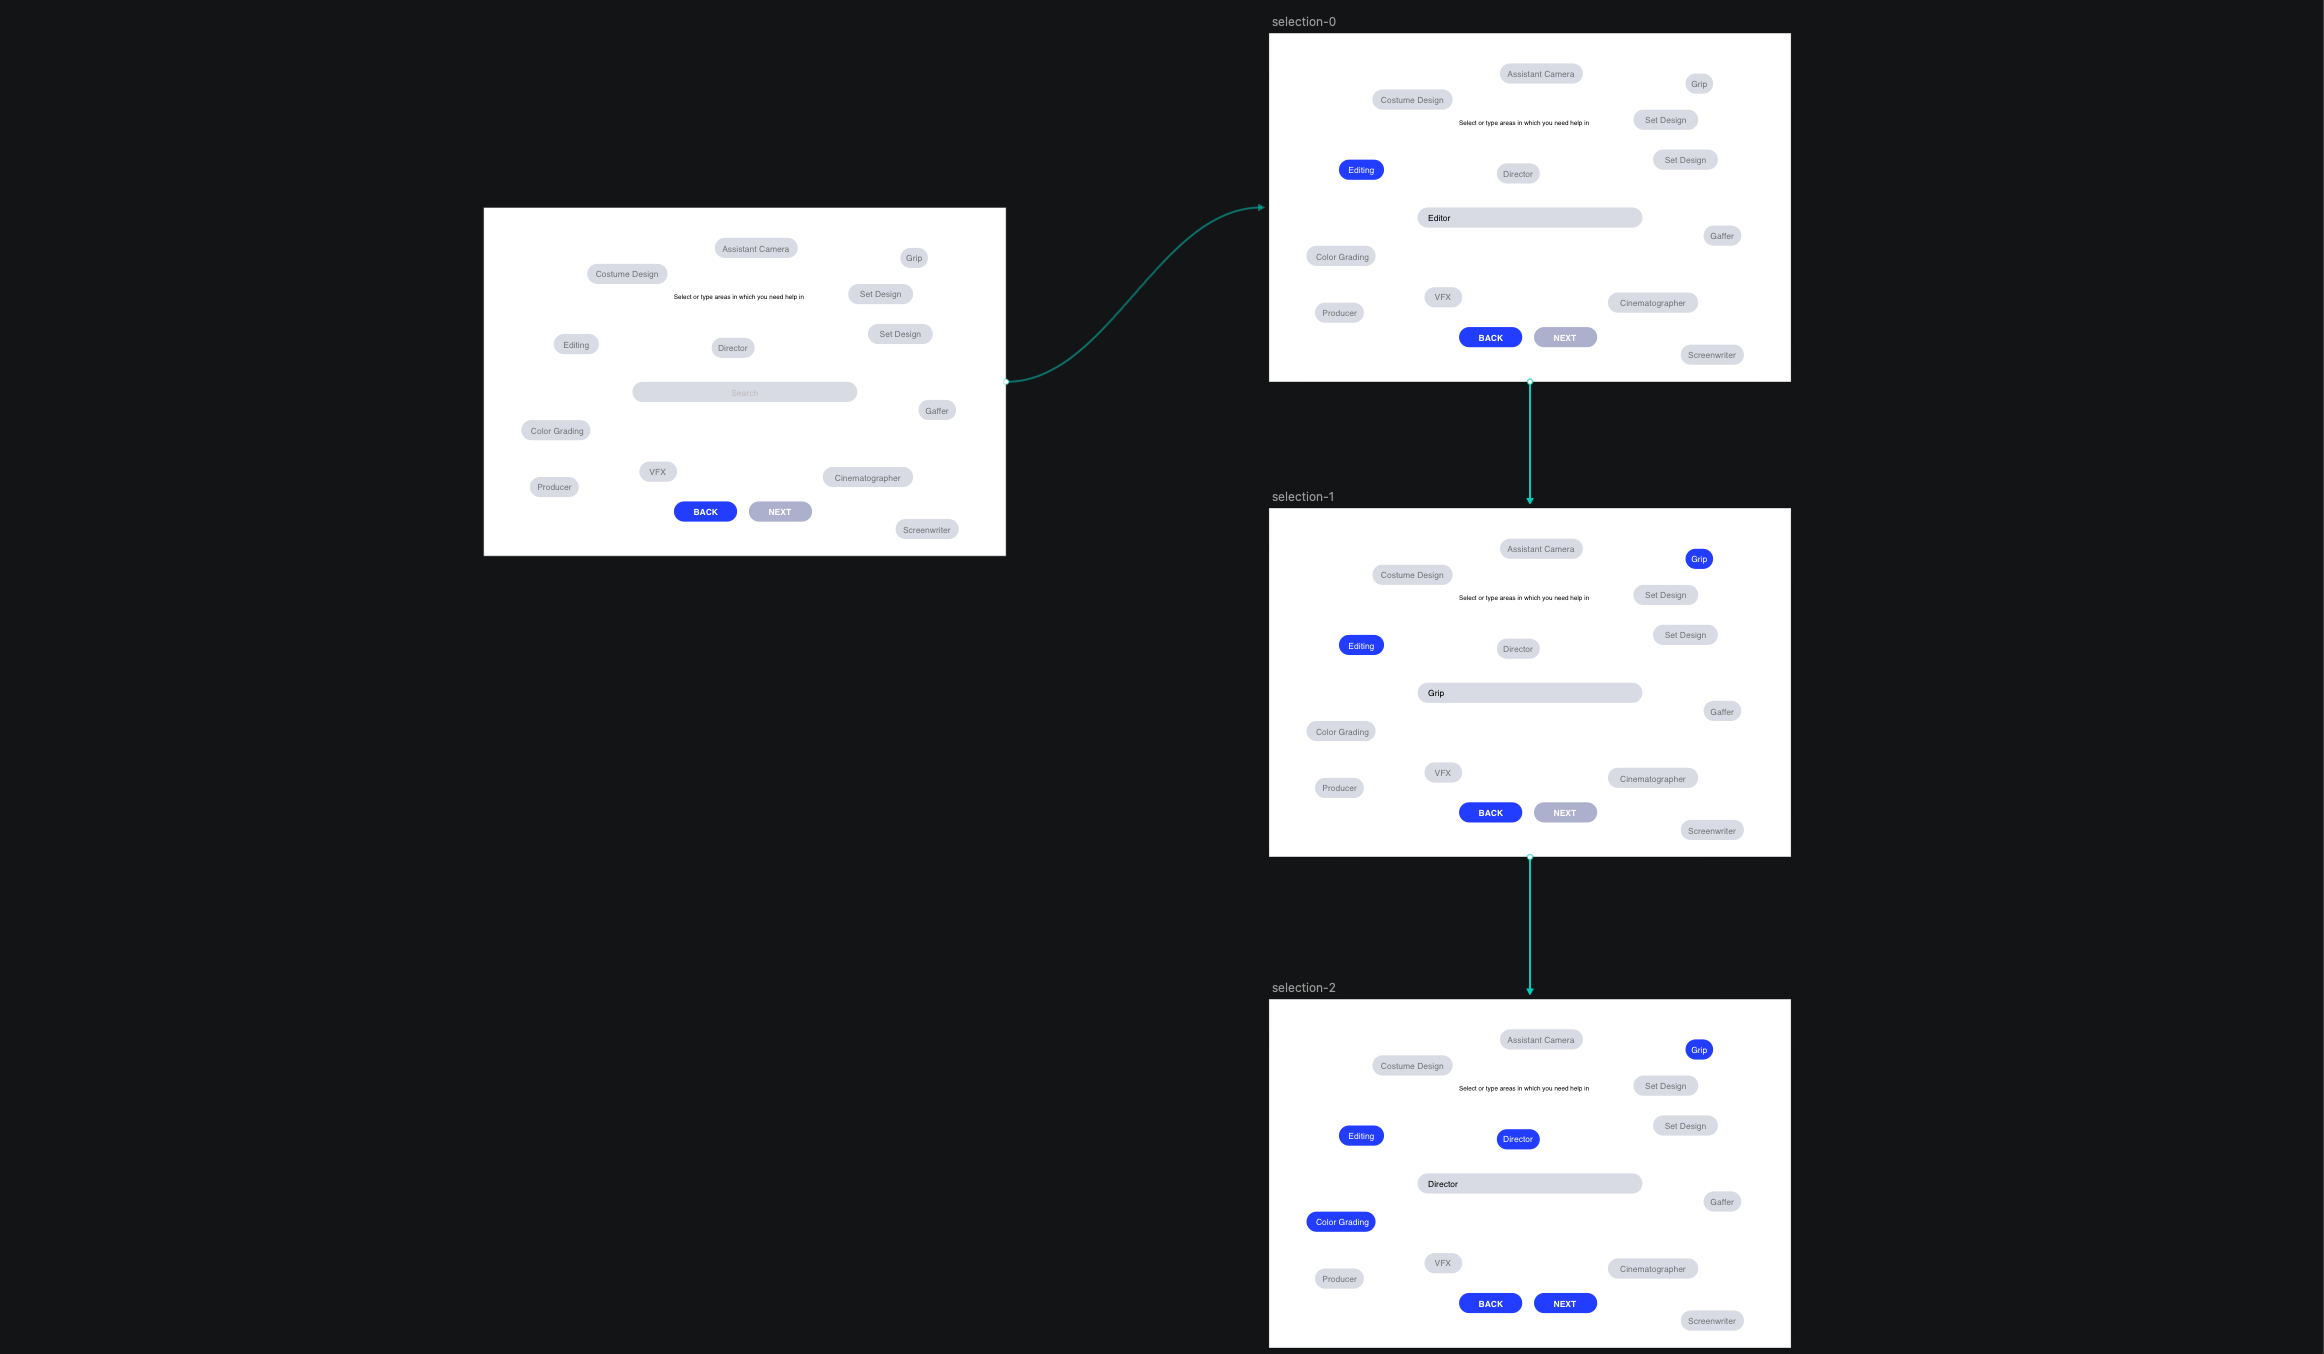 Assistant Camera
Grip
Costume Design
Set Design
Select or type areas in which you need help in
Set Design
Editing
Director
Search
Gaffer
Color Grading
VFX
Cinematographer
Producer
BACK
NEXT
Screenwriter
selection-0
Assistant Camera
Grip
Costume Design
Set Design
Select or type areas in which you need help in
Set Design
Editing
Director
Editor
Gaffer
Color Grading
VFX
Cinematographer
Producer
BACK
NEXT
Screenwriter
selection-1
Assistant Camera
Grip
Costume Design
Set Design
Select or type areas in which you need help in
Set Design
Editing
Director
Grip
Gaffer
Color Grading
VFX
Cinematographer
Producer
BACK
NEXT
Screenwriter
selection-2
Assistant Camera
Grip
Costume Design
Set Design
Select or type areas in which you need help in
Set Design
Editing
Director
Director
Gaffer
Color Grading
VFX
Cinematographer
Producer
BACK
NEXT
Screenwriter